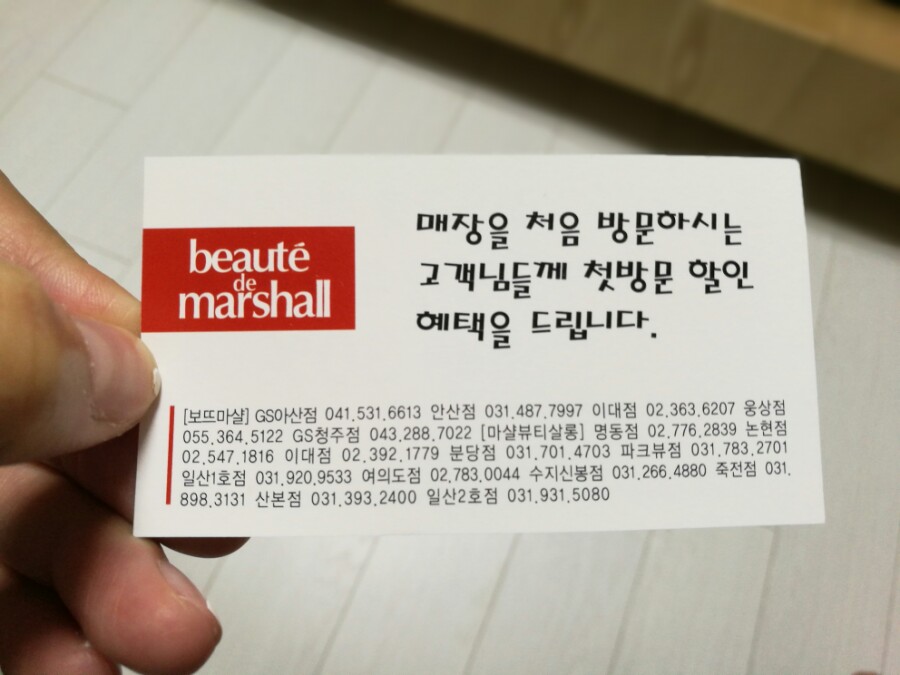 beauté
de
marshall
매장을 처음 방문하시는
고객님들께 첫방문 할인
혜택을 드립니다.
[보뜨마샬] GS아산점 041.531.6613 안산점 031.487.7997 이대점 02.363.6207 웅상점
055.364.5122 GS청주점 043.288.7022 [마샬뷰티살롱] 명동점 02.776.2839 논현점
02.547.1816 이대점 02.392.1779 분당점 031.701.4703 파크뷰점 031.783.2701
일산1호점 031.920.9533 여의도점 02.783.0044 수지신봉점 031.266.4880 죽전점 031.
898.3131 산본점 031.393.2400 일산2호점 031.931.5080